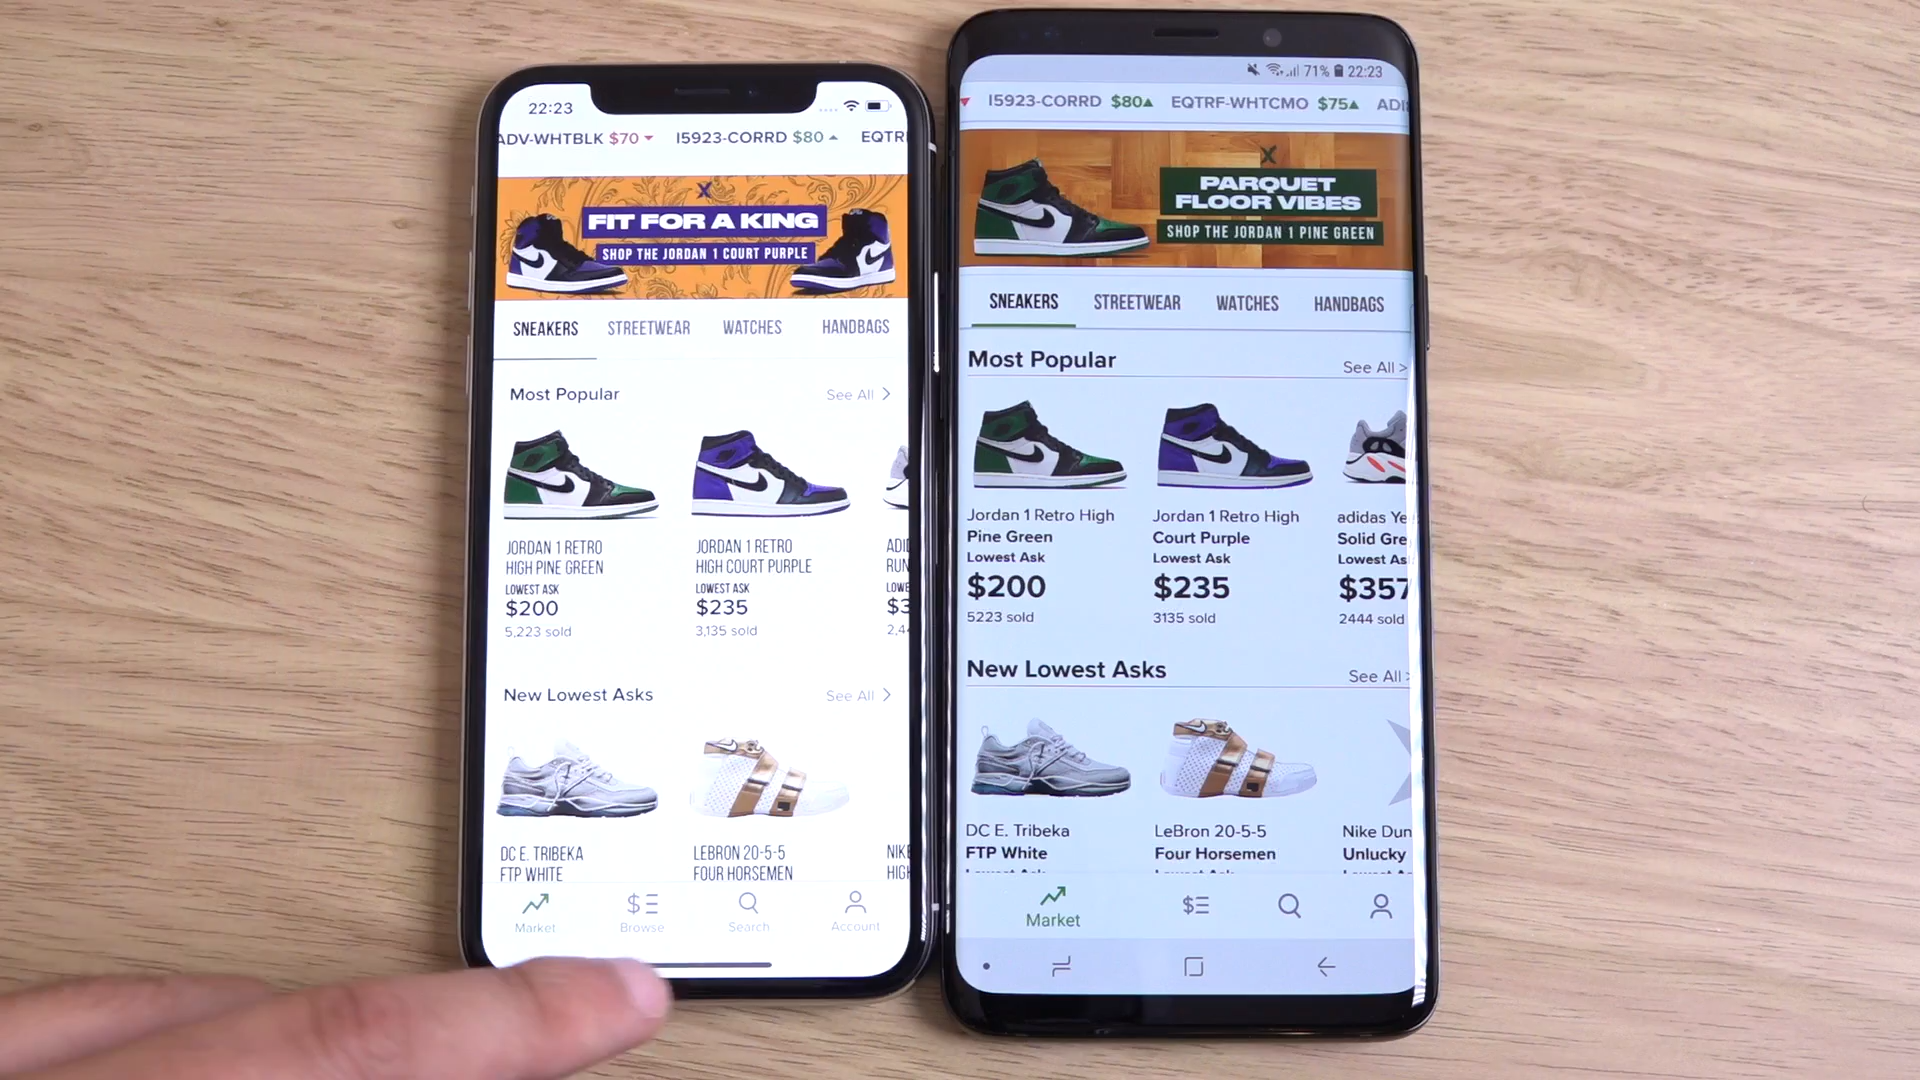 22:23
ADV-WHTBLK $70
I5923-CORRD $80
FIT FOR A KING
SHOP THE JORDAN 1 COURT PURPLE
SNEAKERS
STREETWEAR
WATCHES
HANDBAGS
Most Popular
See All >
JORDAN 1 RETRO
HIGH PINE GREEN
LOWEST ASK
$200
5,223 sold
JORDAN 1 RETRO
HIGH COURT PURPLE
LOWEST ASK
$235
3,135 sold
New Lowest Asks
See All >
DC E. TRIBEKA
FTP WHITE
LEBRON 20-5-5
FOUR HORSEMEN
Market
Browse
Search
Account
71% 22:23
I5923-CORRD $80
EQTRF-WHTCMO $75
PARQUET
FLOOR VIBES
SHOP THE JORDAN 1 PINE GREEN
SNEAKERS
STREETWEAR
WATCHES
HANDBAGS
Most Popular
See All >
Jordan 1 Retro High
Pine Green
Lowest Ask
$200
5223 sold
Jordan 1 Retro High
Court Purple
Lowest Ask
$235
3135 sold
adidas
Solid
Lowest
$357
2444 sold
New Lowest Asks
See All >
DC E. Tribeka
FTP White
LeBron 20-5-5
Four Horsemen
Nike
Unlucky
Market